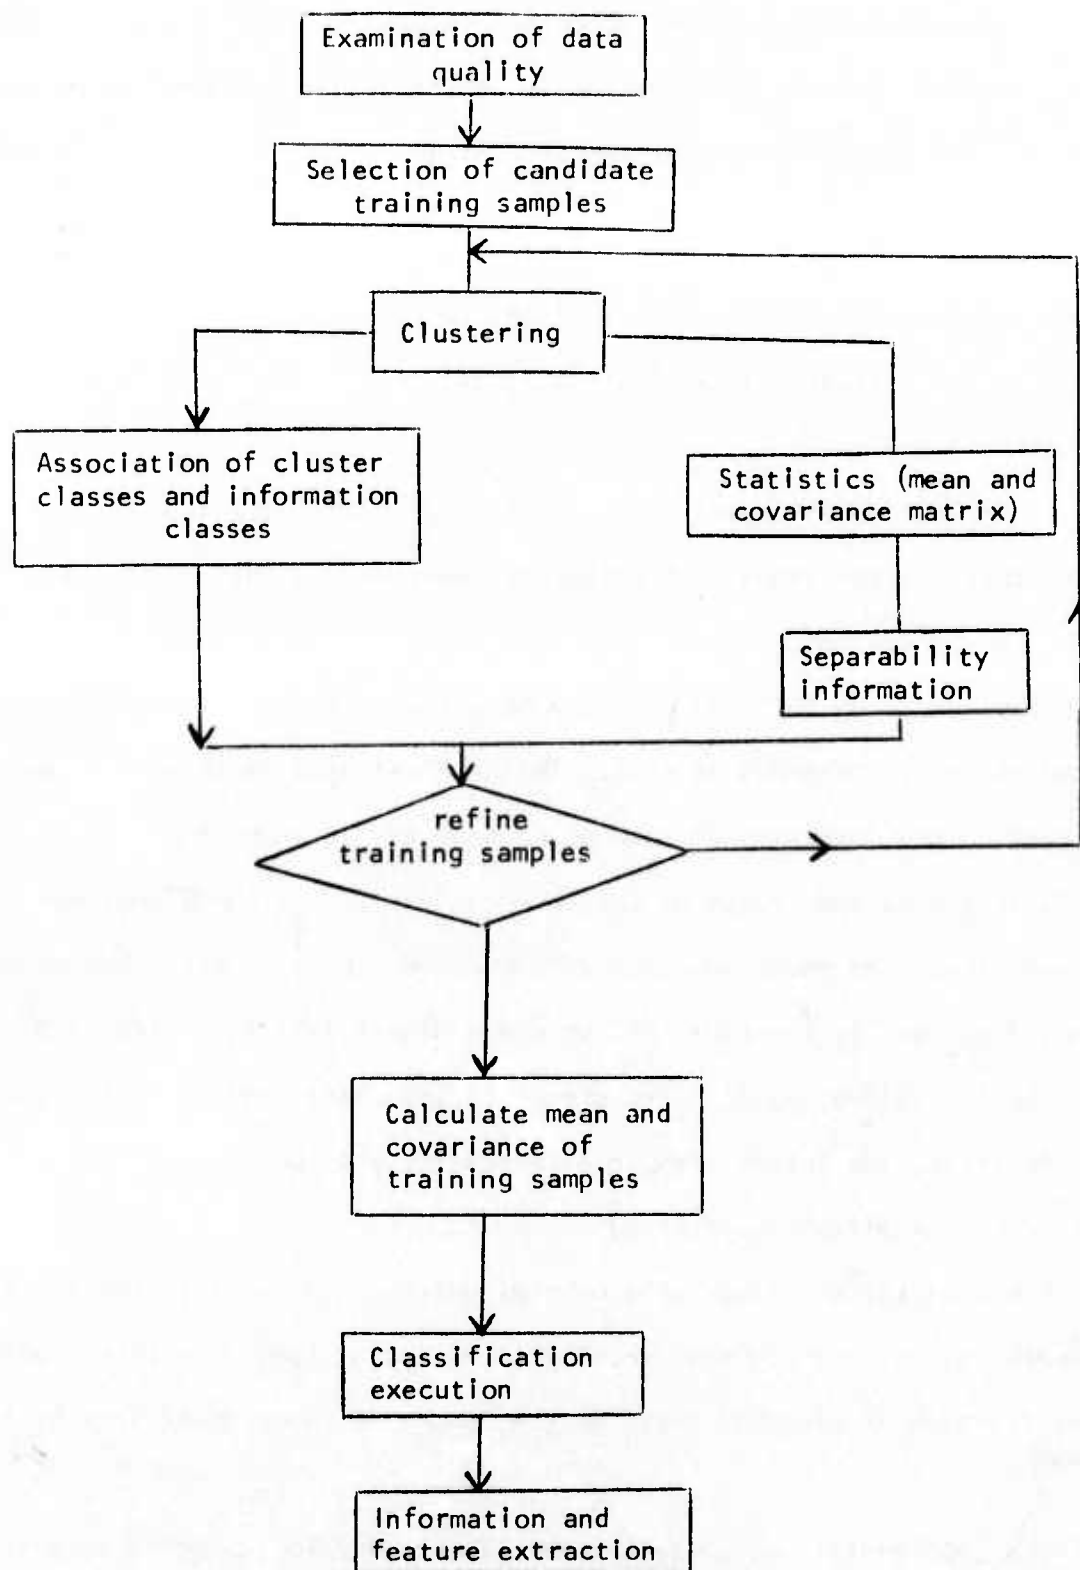 Examination of data
quality
Selection of candidate
training samples
Clustering
Association of cluster
classes and information
classes
Statistics (mean and
covariance matrix)
Separability
information
refine
training samples
Calculate mean and
covariance of
training samples
Classification
execution
Information and
feature extraction